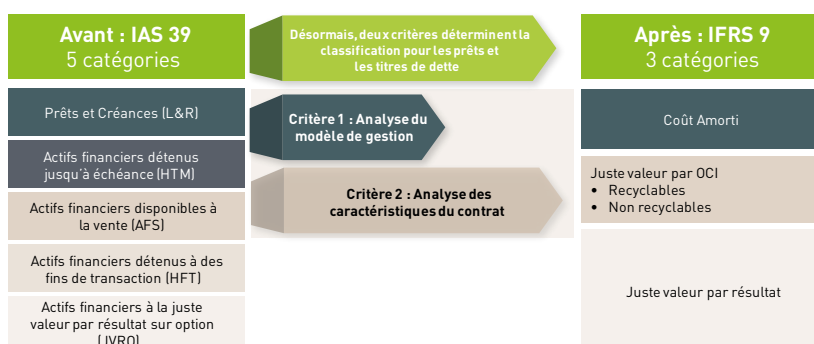 Avant : IAS 39
5 catégories
Prêts et Créances (L&R)
Actifs financiers détenus
jusqu'à échéance (HTM)
Actifs financiers disponibles à
la vente (AFS)
Actifs financiers détenus à des
fins de transaction (HFT)
Actifs financiers à la juste
valeur par résultat sur option
(JVRO)
Désormais, deux critères déterminent la
classification pour les prêts et
les titres de dette
Critère 1 : Analyse du
modèle de gestion
Critère 2 : Analyse des
caractéristiques du contrat
Après : IFRS 9
3 catégories
Coût Amorti
Juste valeur par OCI
• Recyclables
• Non recyclables
Juste valeur par résultat